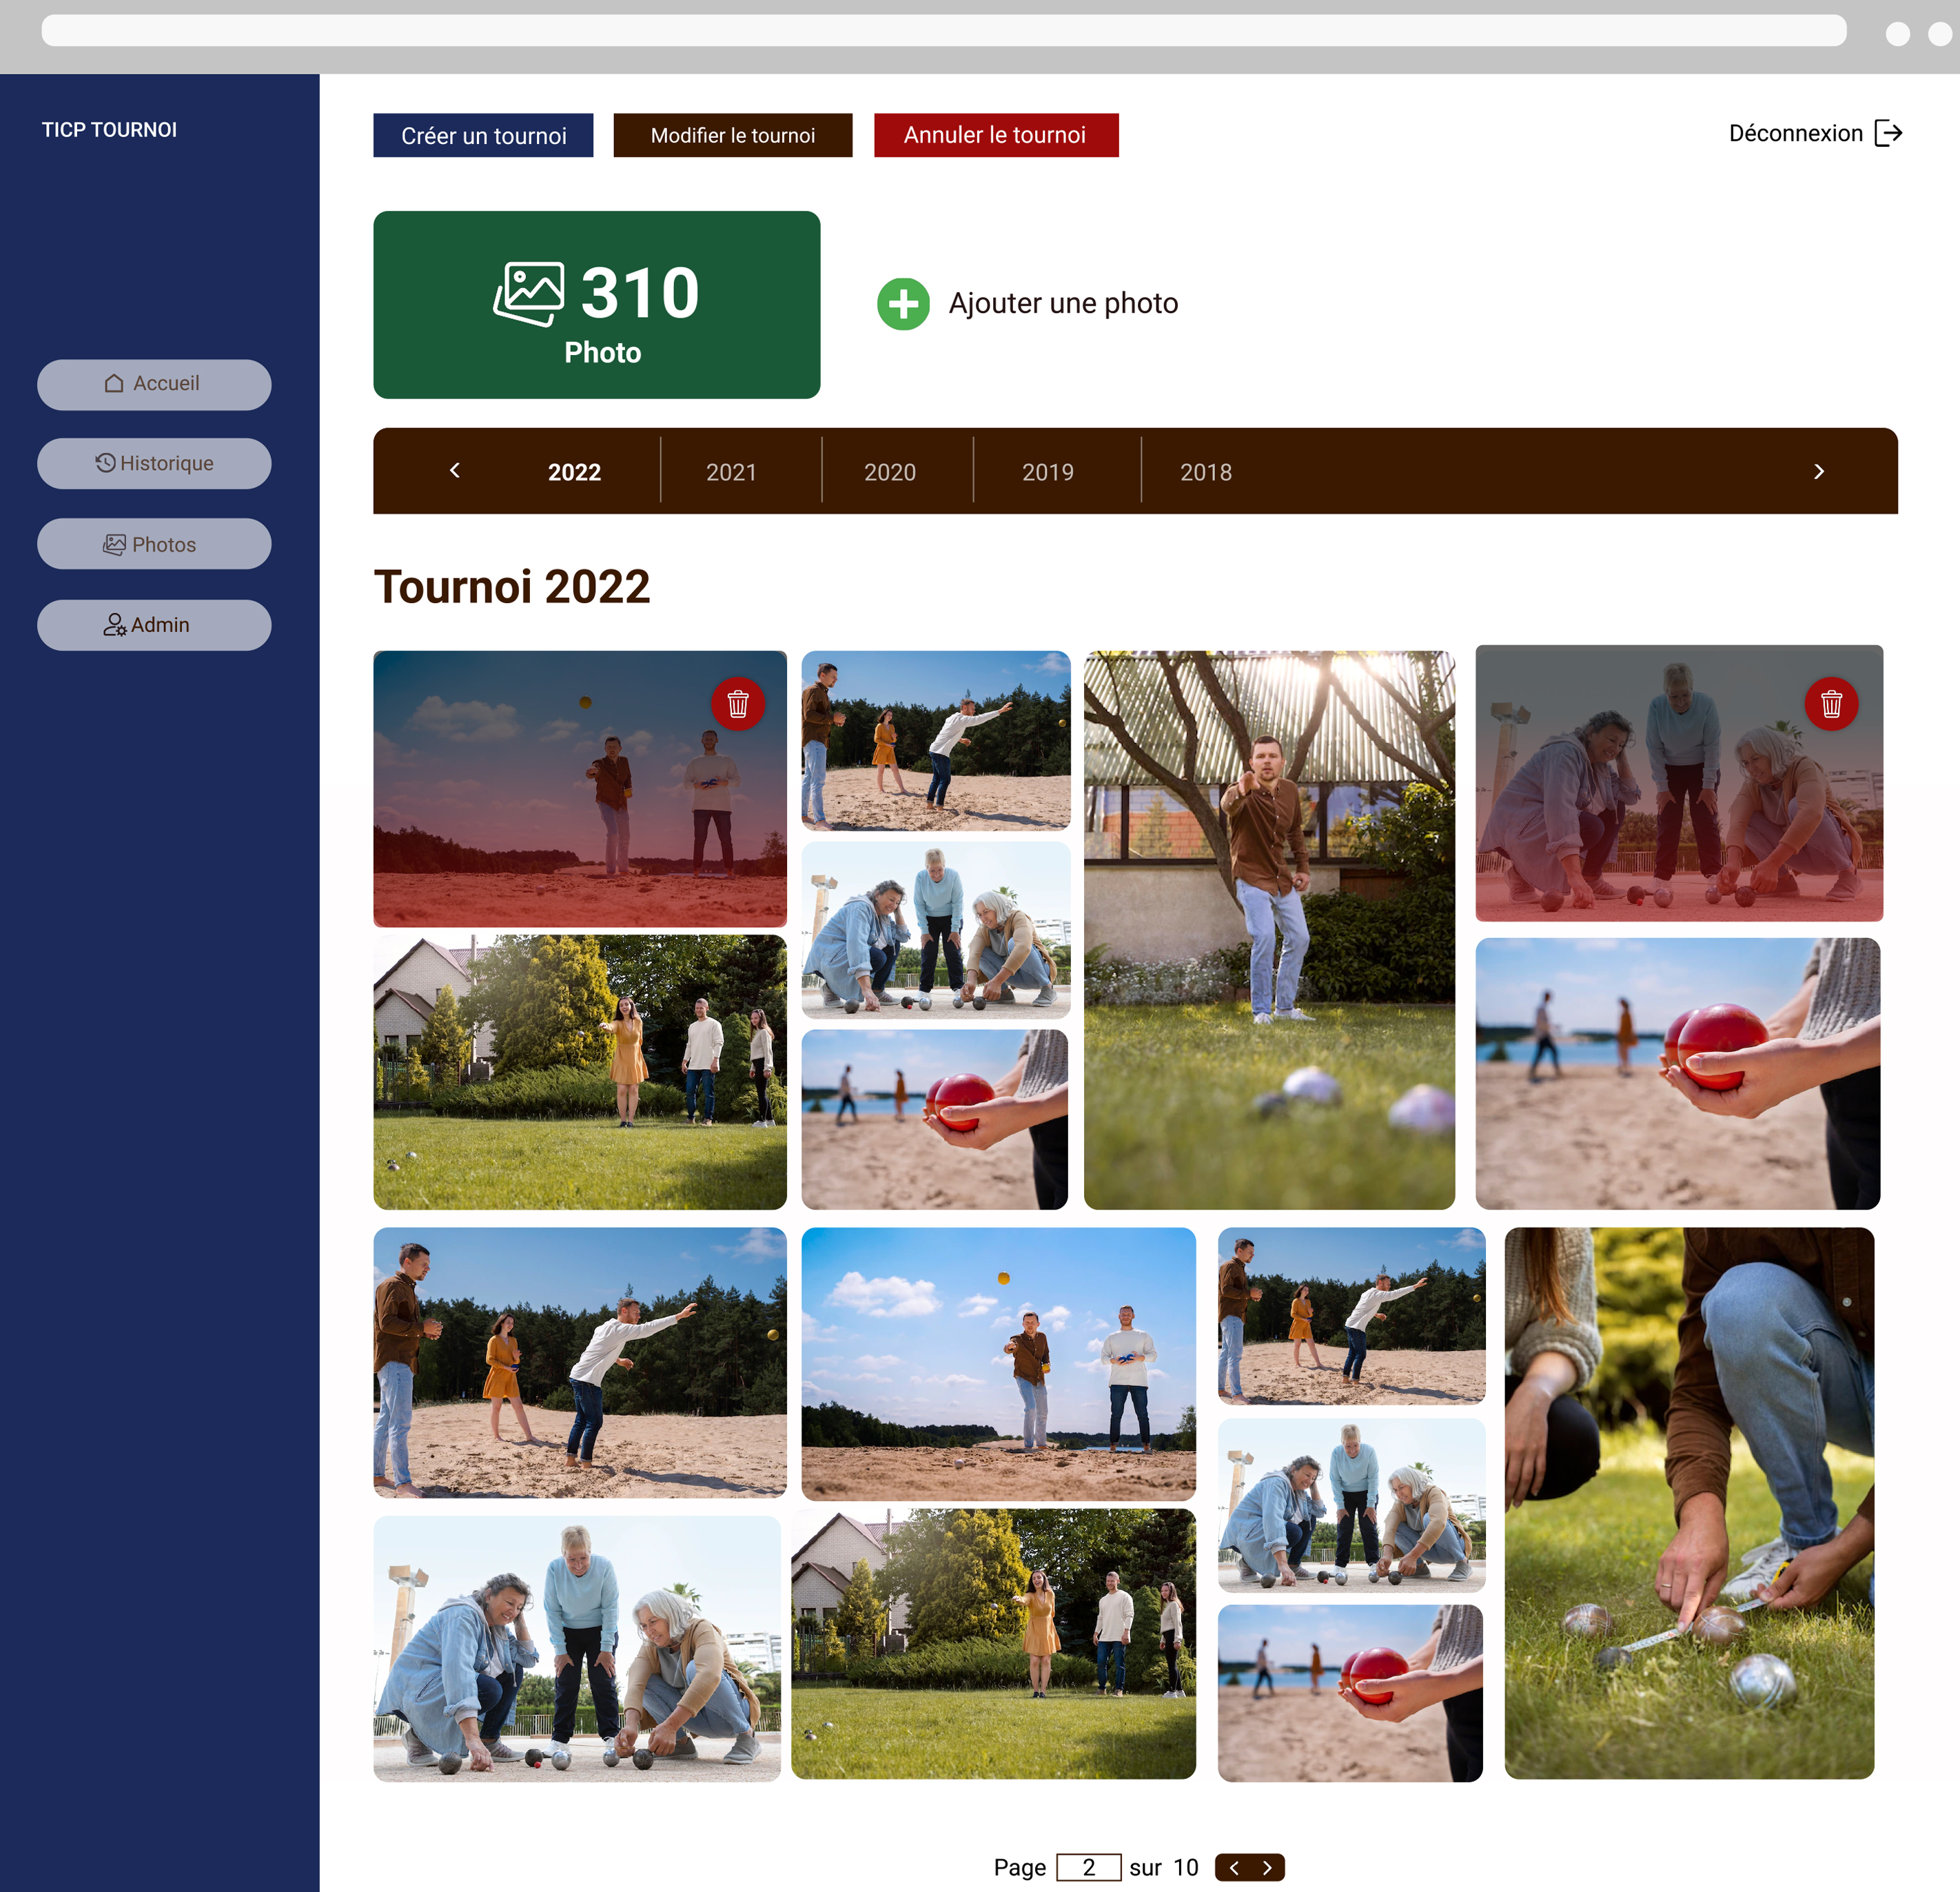 TICP TOURNOI
Créer un tournoi
Modifier le tournoi
Annuler le tournoi
Déconnexion
310
Photo
Ajouter une photo
Accueil
Historique
Photos
Admin
2022 2021 2020 2019 2018
Tournoi 2022
Page 2 sur 10